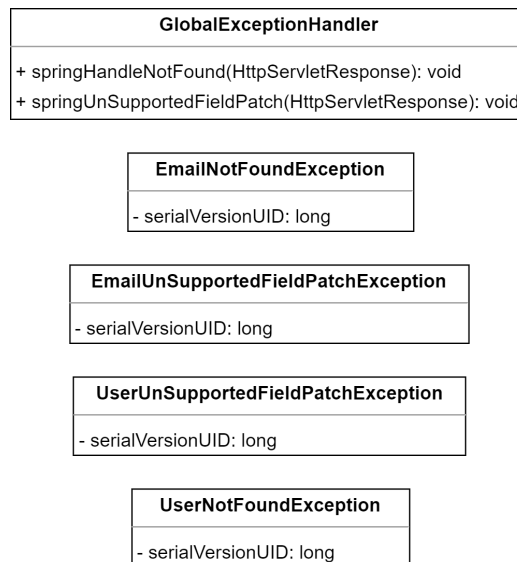 GlobalExceptionHandler
+ springHandleNotFound(HttpServletResponse): void
+ springUnSupportedFieldPatch(HttpServletResponse): void
EmailNotFoundException
- serialVersionUID: long
EmailUnSupportedFieldPatchException
- serialVersionUID: long
UserUnSupportedFieldPatchException
- serialVersionUID: long
UserNotFoundException
- serialVersionUID: long